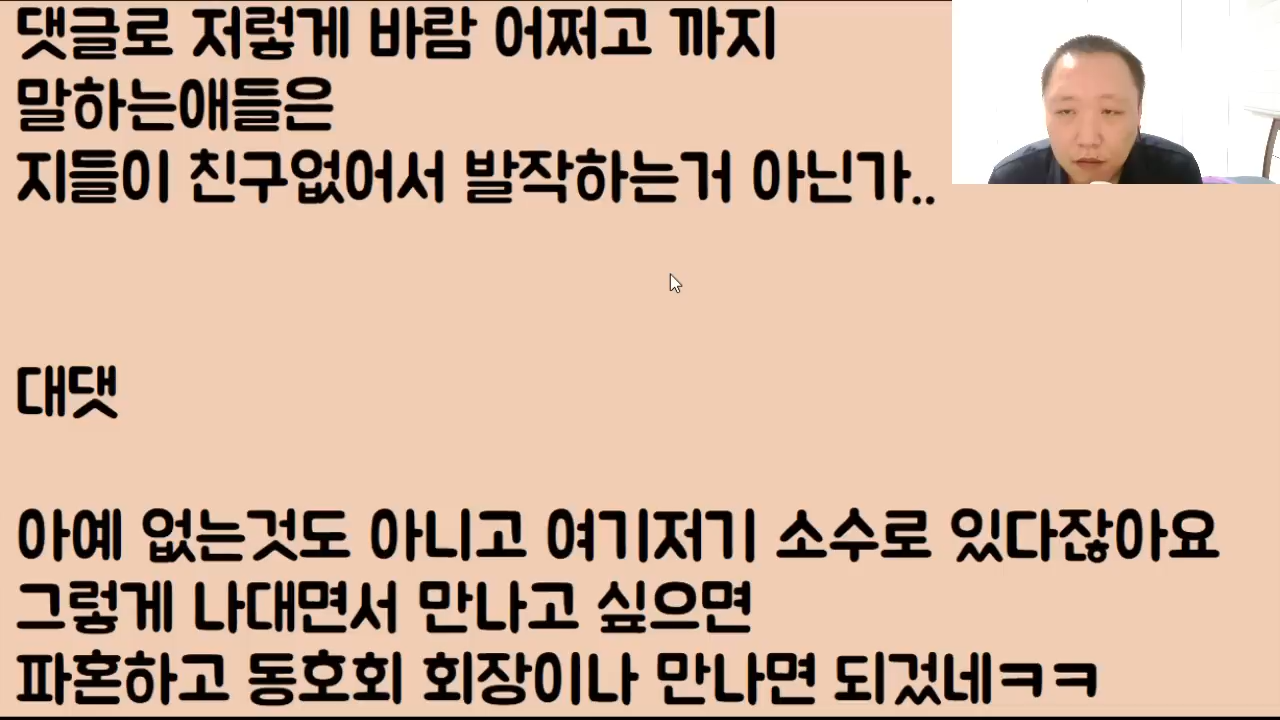 댓글로 저렇게 바람 어쩌고 까지
말하는애들은
지들이 친구없어서 발작하는거 아닌가..
대댓
아예 없는것도 아니고 여기저기 소수로 있다잖아요
그렇게 나대면서 만나고 싶으면
파혼하고 동호회 회장이나 만나면 되겄네ㅋㅋ